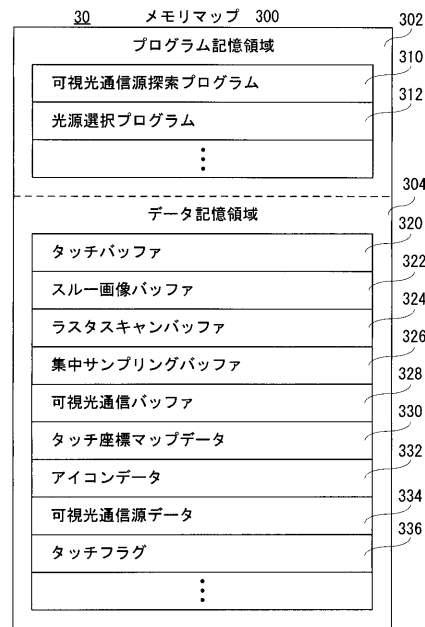 30 メモリマップ 300
プログラム記憶領域 302
可視光通信源探索プログラム 310
光源選択プログラム 312
データ記憶領域 304
タッチバッファ 320
スルー画像バッファ 322
ラスタスキャンバッファ 324
集中サンプリングバッファ 326
可視光通信バッファ 328
タッチ座標マップデータ 330
アイコンデータ 332
可視光通信源データ 334
タッチフラグ 336